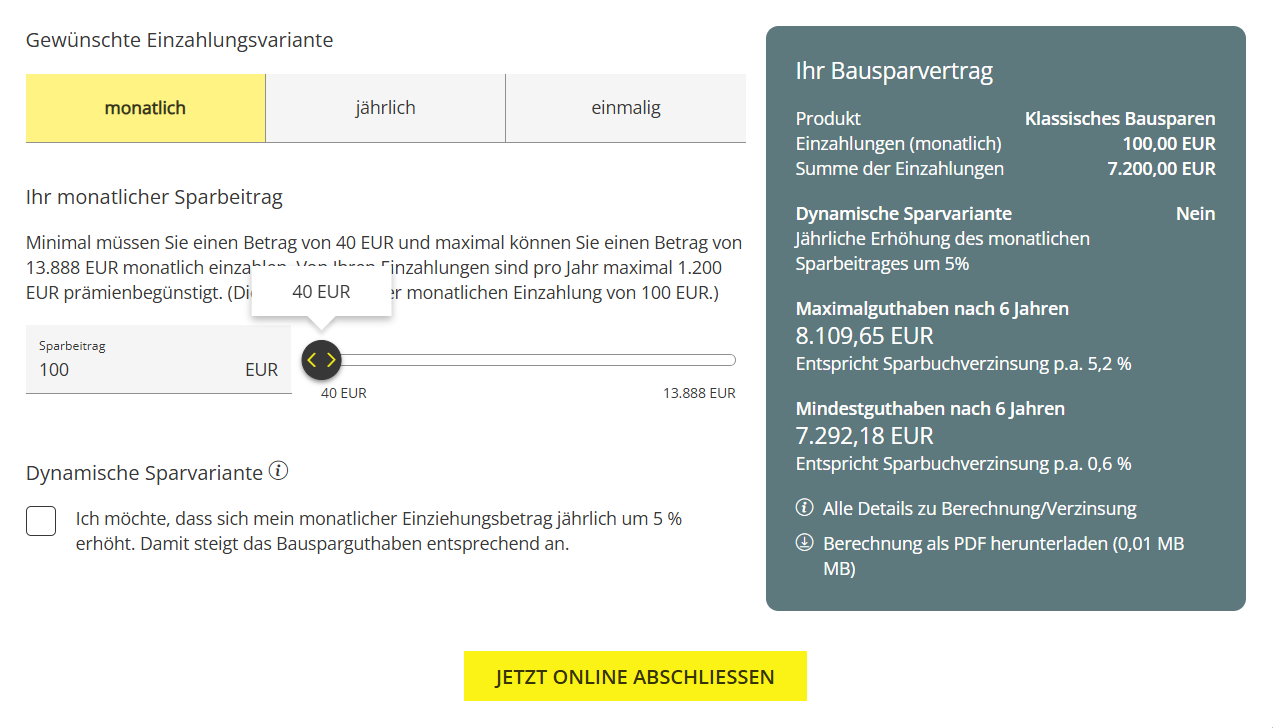 Gewünschte Einzahlungsvariante
monatlich
jährlich
einmalig
Ihr monatlicher Sparbeitrag
Minimal müssen Sie einen Betrag von 40 EUR und maximal können Sie einen Betrag von
13.888 EUR monatlich einzahlen. Von Ihren Einzahlungen sind pro Jahr maximal 1.200
EUR prämienbegünstigt. (Di er monatlichen Einzahlung von 100 EUR.)
40 EUR
Sparbeitrag
100 EUR
40 EUR
13.888 EUR
Dynamische Sparvariante
Ich möchte, dass sich mein monatlicher Einziehungsbetrag jährlich um 5 %
erhöht. Damit steigt das Bausparguthaben entsprechend an.
Ihr Bausparvertrag
Produkt Klassisches Bausparen
Einzahlungen (monatlich) 100,00 EUR
Summe der Einzahlungen 7.200,00 EUR
Dynamische Sparvariante Nein
Jährliche Erhöhung des monatlichen
Sparbeitrages um 5%
Maximalguthaben nach 6 Jahren
8.109,65 EUR
Entspricht Sparbuchverzinsung p.a. 5,2 %
Mindestguthaben nach 6 Jahren
7.292,18 EUR
Entspricht Sparbuchverzinsung p.a. 0,6 %
Alle Details zu Berechnung/Verzinsung
Berechnung als PDF herunterladen (0,01 MB
MB)
JETZT ONLINE ABSCHLIESSEN